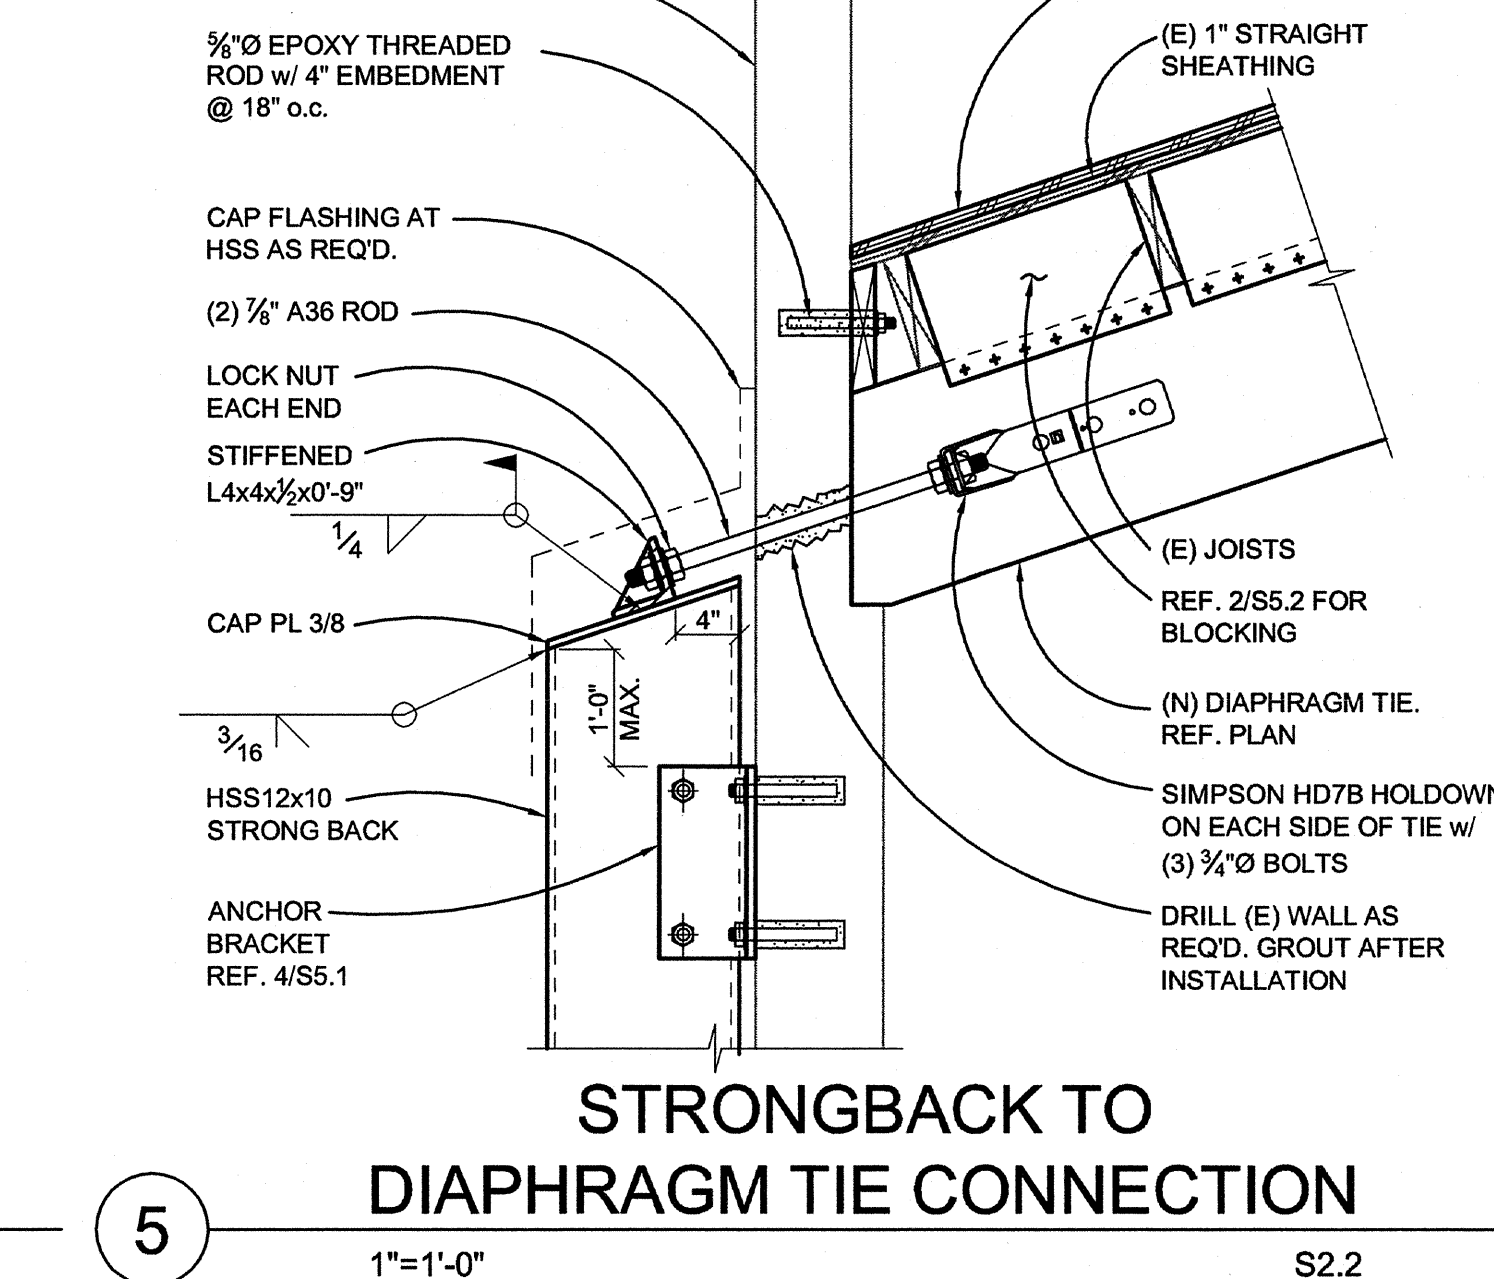 ⅝"Ø EPOXY THREADED
ROD w/ 4" EMBEDMENT
@ 18" o.c.
CAP FLASHING AT
HSS AS REQ'D.
(2) ⅞" A36 ROD
LOCK NUT
EACH END
STIFFENED
L4x4x½x0'-9"
1/4
CAP PL 3/8
3/16
HSS12x10
STRONG BACK
ANCHOR
BRACKET
REF. 4/S5.1
4"
1'-0"
MAX.
(E) 1" STRAIGHT
SHEATHING
(E) JOISTS
REF. 2/S5.2 FOR
BLOCKING
(N) DIAPHRAGM TIE.
REF. PLAN
SIMPSON HD7B HOLDOWN
ON EACH SIDE OF TIE w/
(3) ¾"Ø BOLTS
DRILL (E) WALL AS
REQ'D. GROUT AFTER
INSTALLATION
STRONGBACK TO
DIAPHRAGM TIE CONNECTION
5
1"=1'-0"
S2.2